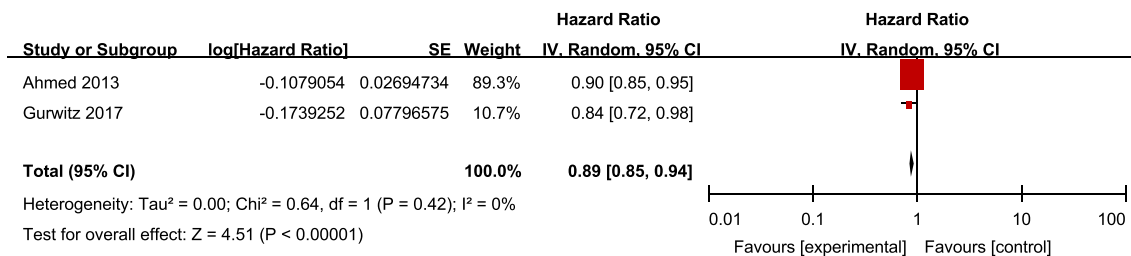 Hazard Ratio Hazard Ratio
Study or Subgroup log[Hazard Ratio] SE Weight IV, Random, 95% CI IV, Random, 95% CI
Ahmed 2013 -0.1079054 0.02694734 89.3% 0.90 [0.85, 0.95]
Gurwitz 2017 -0.1739252 0.07796575 10.7% 0.84 [0.72, 0.98]
Total (95% CI) 100.0% 0.89 [0.85, 0.94]
Heterogeneity: Tau² = 0.00; Chi² = 0.64, df = 1 (P = 0.42); I² = 0%
Test for overall effect: Z = 4.51 (P < 0.00001)
0.01 0.1 1 10 100
Favours [experimental] Favours [control]